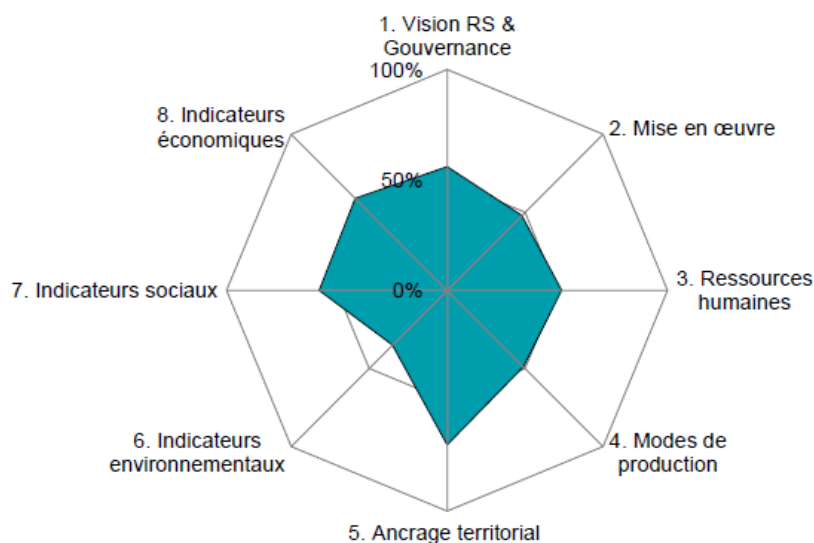 1. Vision RS &
Gouvernance
100%
8. Indicateurs
économiques
2. Mise en œuvre
50%
7. Indicateurs sociaux
0%
3. Ressources
humaines
6. Indicateurs
environnementaux
4. Modes de
production
5. Ancrage territorial